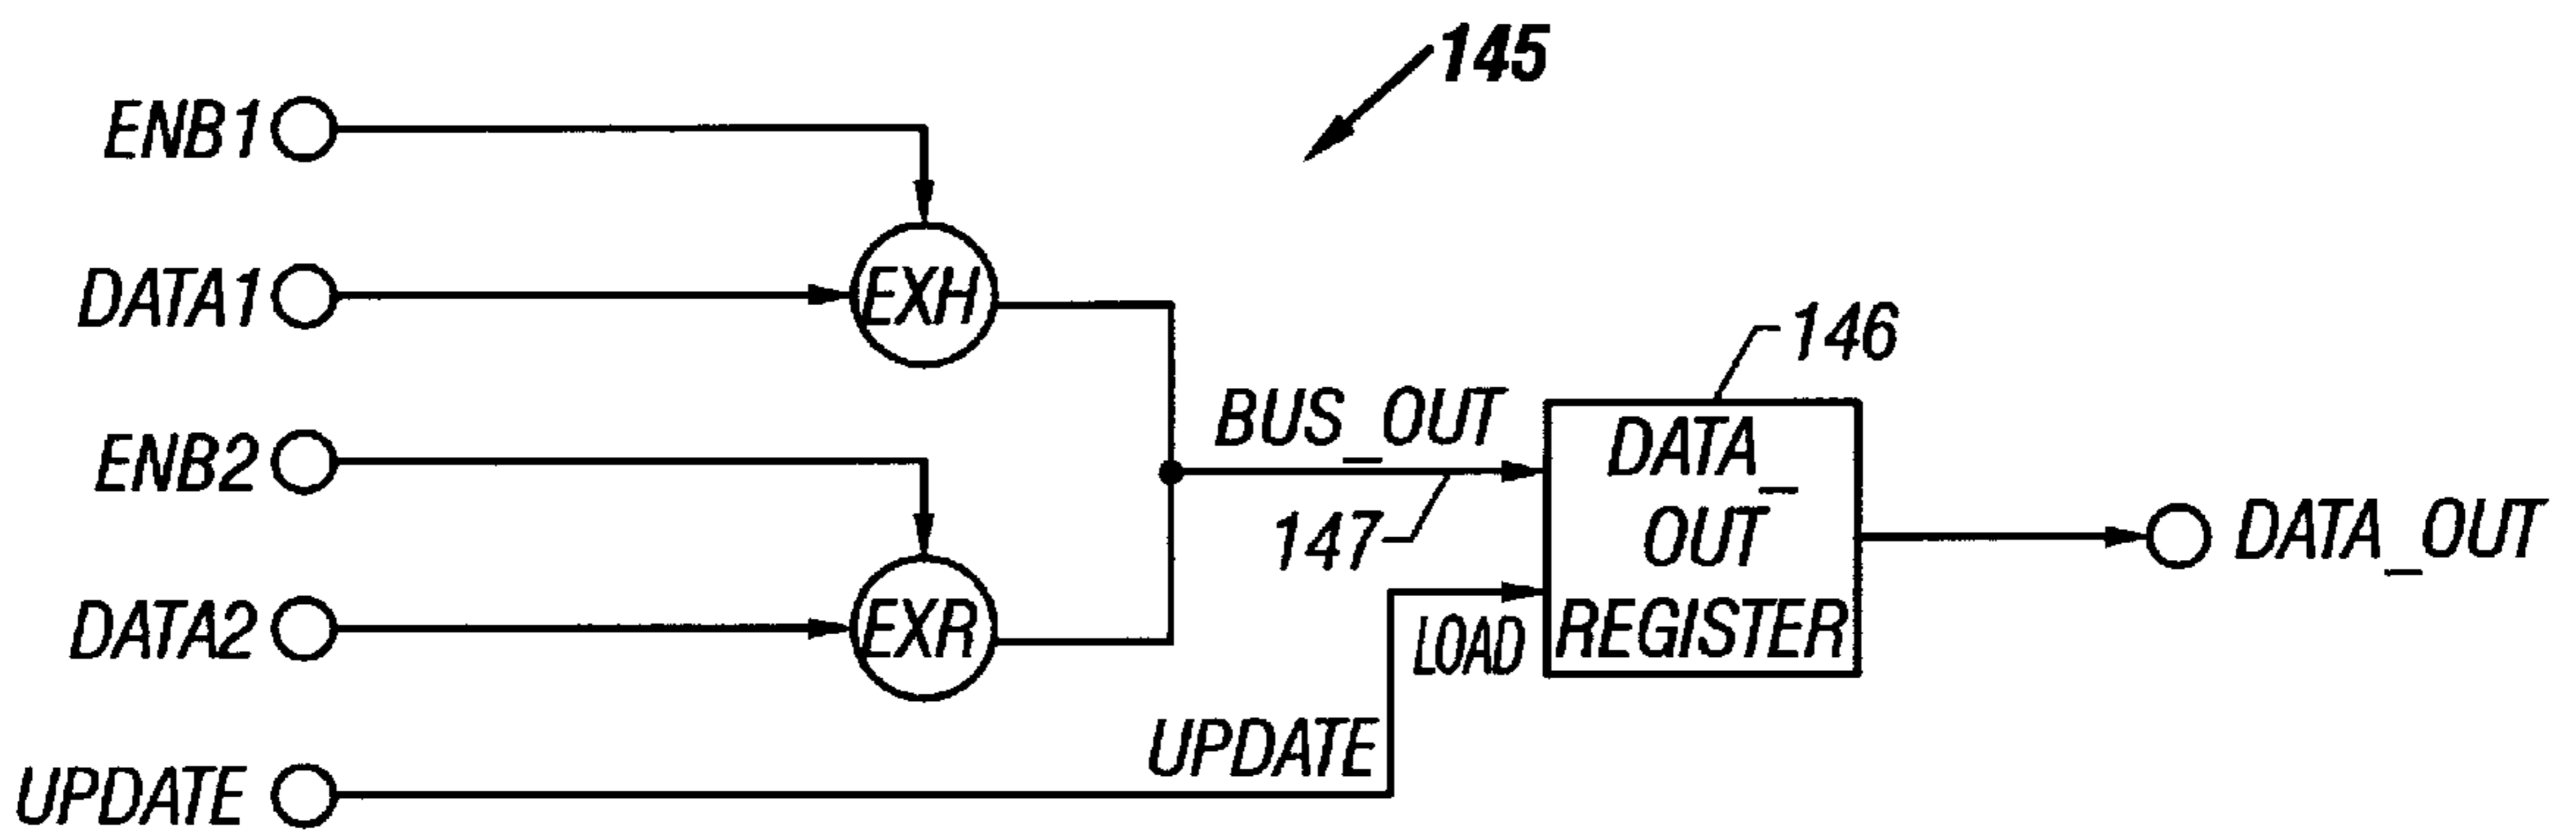 145
ENB1
DATA1
EXH
146
BUS_OUT
DATA_
OUT
REGISTER
ENB2
147
DATA_OUT
DATA2
EXR
LOAD
UPDATE
UPDATE